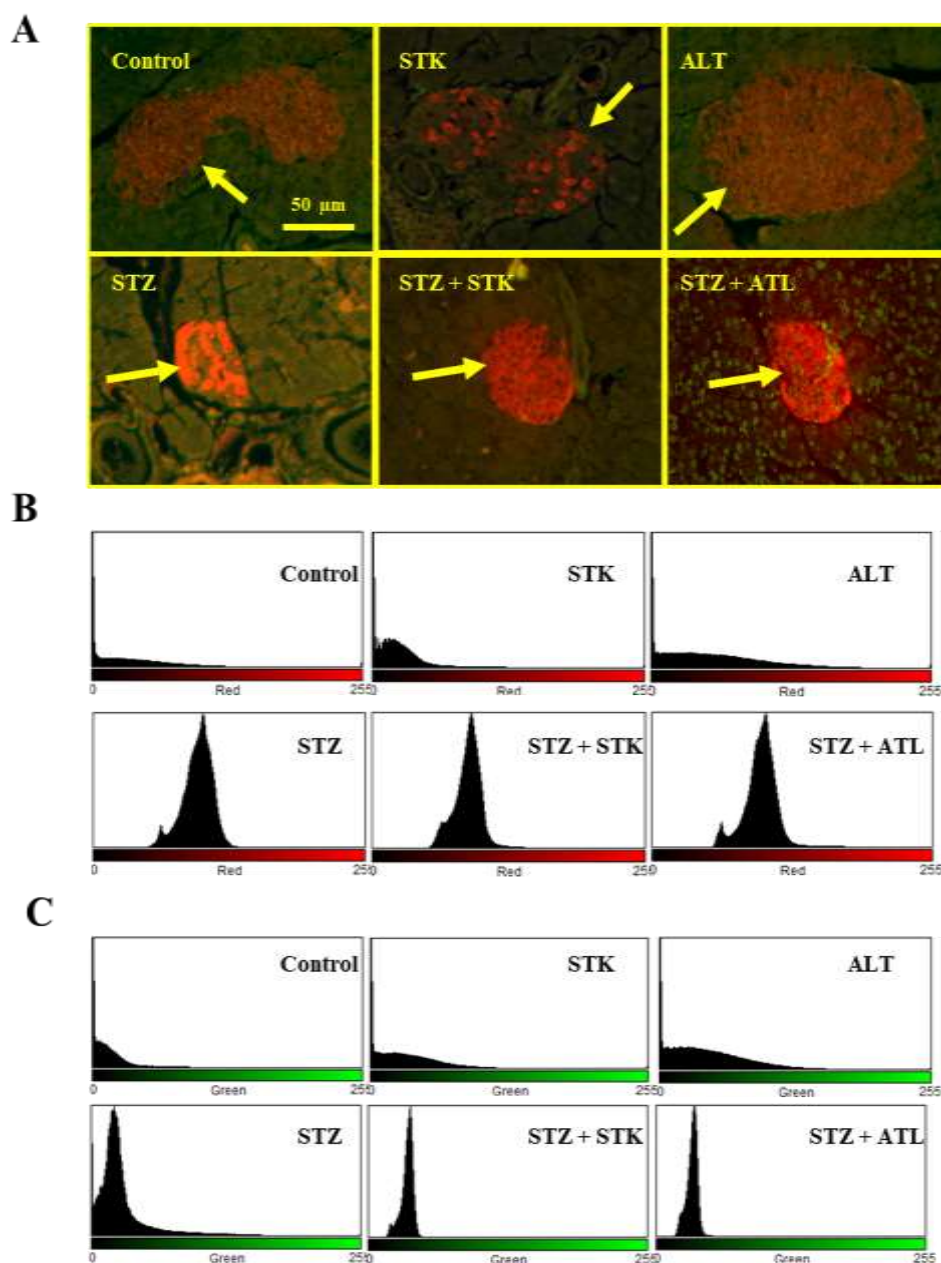 A
Control
STK
ALT
50 µm
STZ
STZ + STK
STZ + ATL
B
Control
STK
ALT
0 Red 255
0 Red 255
0 Red 255
STZ
STZ + STK
STZ + ATL
0 Red 255
0 Red 255
0 Red 255
C
Control
STK
ALT
0 Green 255
0 Green 255
0 Green 255
STZ
STZ + STK
STZ + ATL
0 Green 255
0 Green 255
0 Green 255